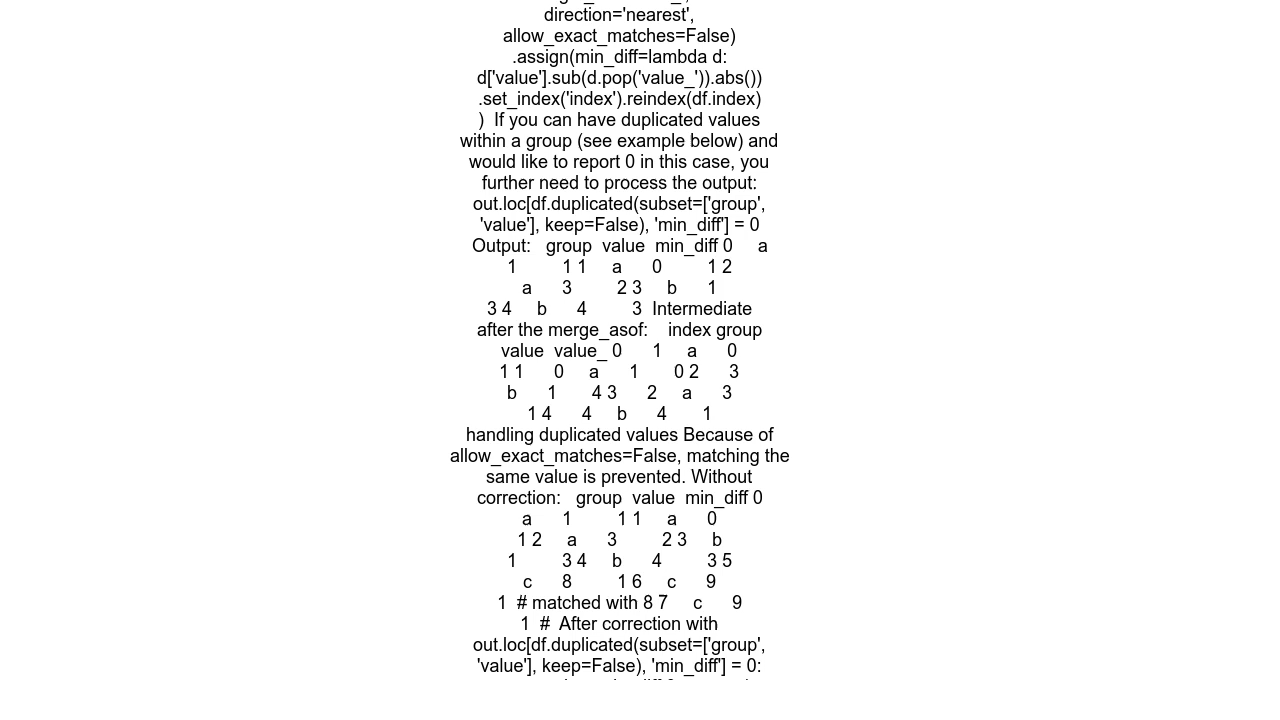 direction='nearest',
allow_exact_matches=False)
.assign(min_diff=lambda d:
d['value'].sub(d.pop('value_')).abs())
.set_index('index').reindex(df.index)
)  If you can have duplicated values
within a group (see example below) and
would like to report 0 in this case, you
further need to process the output:
out.loc[df.duplicated(subset=['group',
'value'], keep=False), 'min_diff'] = 0
Output:   group  value  min_diff 0     a
1         1 1     a      0         1 2
a      3         2 3     b      1
3 4     b      4         3  Intermediate
after the merge_asof:    index group
value  value_ 0      1     a      0
1 1      0     a      1       0 2      3
b      1       4 3      2     a      3
1 4      4     b      4       1
handling duplicated values Because of
allow_exact_matches=False, matching the
same value is prevented. Without
correction:   group  value  min_diff 0
a      1         1 1     a      0
1 2     a      3         2 3     b
1         3 4     b      4         3 5
c      8         1 6     c      9
1  # matched with 8 7     c      9
1  #  After correction with
out.loc[df.duplicated(subset=['group',
'value'], keep=False), 'min_diff'] = 0: